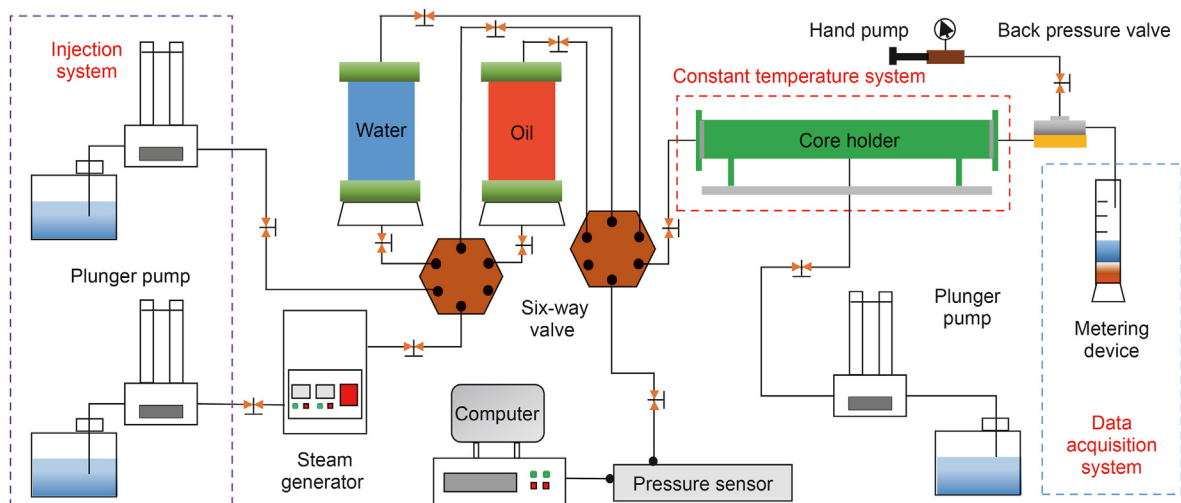 Injection
system
Hand pump
Back pressure valve
Constant temperature system
Water
Oil
Core holder
Plunger pump
Six-way
valve
Plunger
pump
Metering
device
Computer
Steam
generator
Pressure sensor
Data
acquisition
system